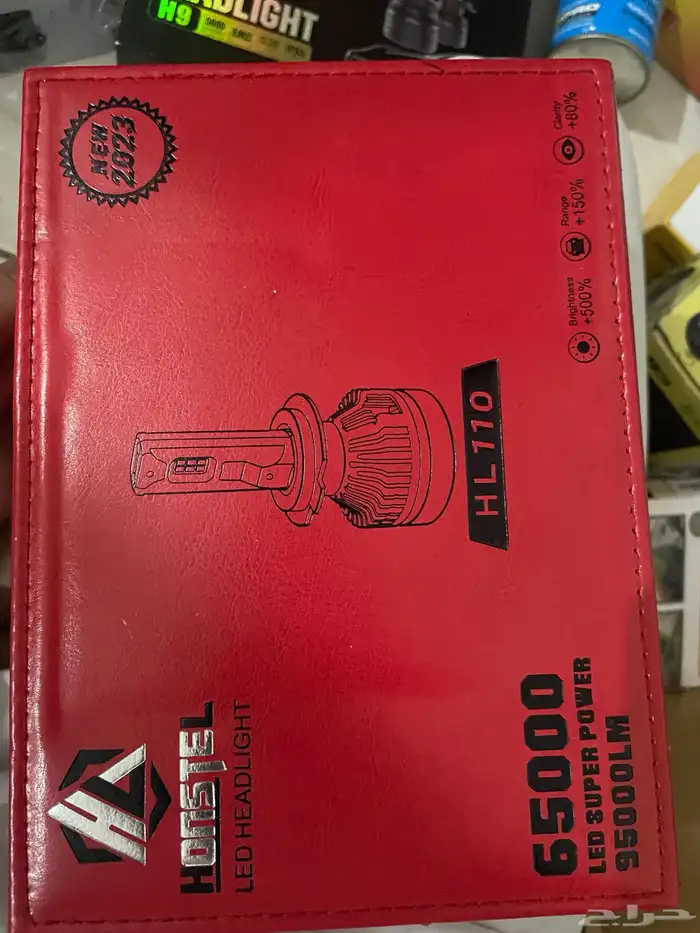 HONSTEL
LED HEADLIGHT
NEW
2023
HL110
65000
LED SUPER POWER
95000LM
Brightness
+500%
Range
+150%
Clarity
+80%
HEADLIGHT
H9
حراج